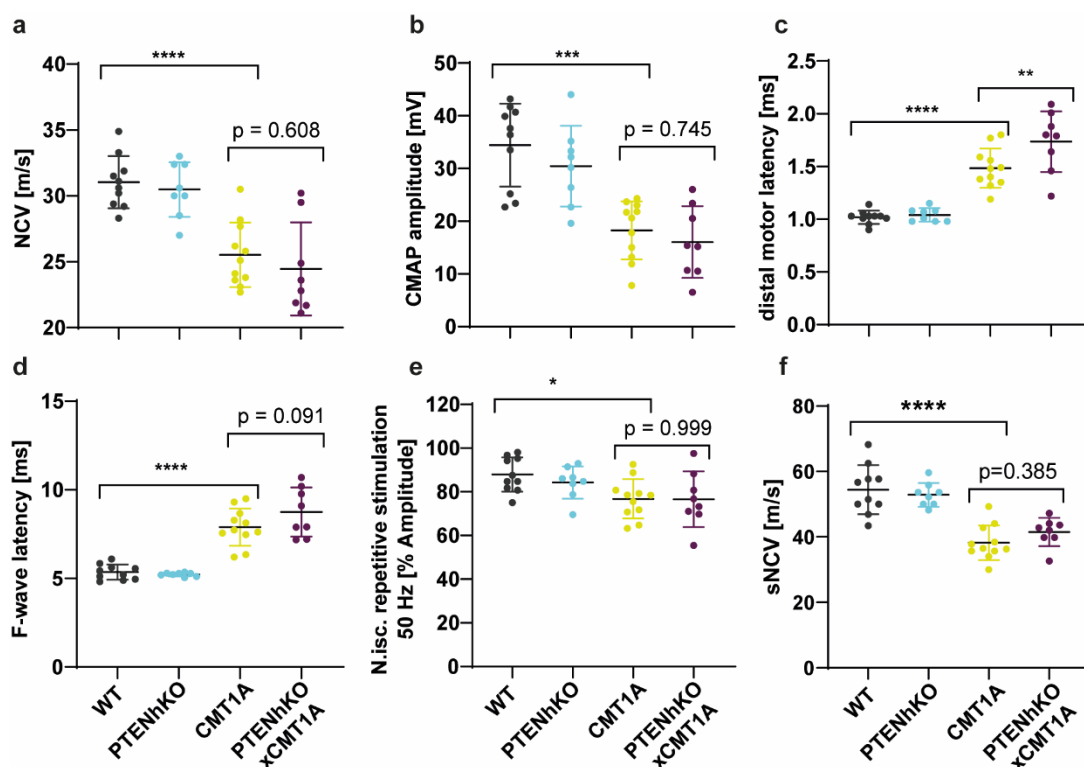 a
NCV [m/s]
40
35
30
25
20
****
p = 0.608
b
CMAP amplitude [mV]
50
40
30
20
10
0
***
p = 0.745
c
distal motor latency [ms]
2.5
2.0
1.5
1.0
0.5
0.0
****
**
d
F-wave latency [ms]
15
10
5
0
****
p = 0.091
WT
PTENhKO
CMT1A
PTENhKO
xCMT1A
e
N.isc. repetitive stimulation
50 Hz [% Amplitude]
120
100
80
60
40
20
0
*
p = 0.999
WT
PTENhKO
CMT1A
PTENhKO
xCMT1A
f
sNCV [m/s]
80
60
40
20
0
****
p=0.385
WT
PTENhKO
CMT1A
PTENhKO
xCMT1A